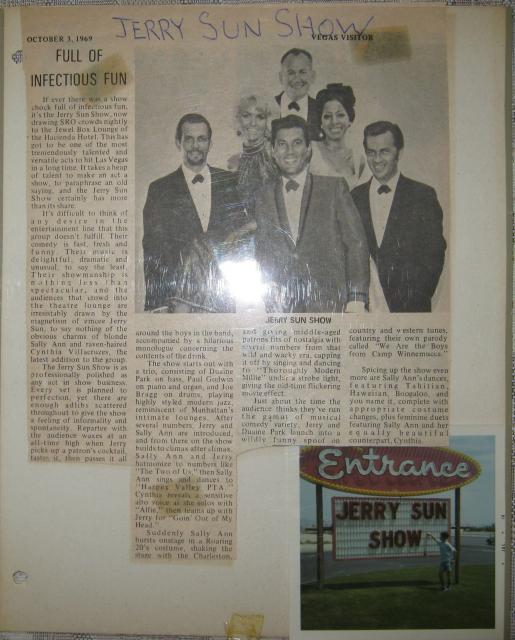 JERRY SUN SHOW
OCTOBER 3, 1969
VEGAS VISITOR
FULL OF
INFECTIOUS FUN
If ever there was a show
chock full of infectious fun,
it's the Jerry Sun Show, now
drawing SRO crowds nightly
to the Jewel Box Lounge of
the Hacienda Hotel. This has
got to be one of the most
tremendously talented and
versatile acts to hit Las Vegas
in a long time. It takes a heap
of talent to make an act a
show, to paraphrase an old
saying, and the Jerry Sun
Show certainly has more
than its share.
It's difficult to think of
any desire in the
entertainment line that this
group doesn't fulfill. Their
comedy is fast, fresh and
funny. Their music is
delightful, dramatic and
unusual, to say the least.
Their showmanship is
nothing less than
spectacular, and the
audiences that crowd into
the theatre lounge are
irresistably drawn by the
magnetism of emcee Jerry
Sun, to say nothing of the
obvious charms of blonde
Sally Ann and raven-haired
Cynthia Villacruzes, the
latest addition to the group.
The Jerry Sun Show is as
professionally polished as
any act in show business.
Every set is planned to
perfection, yet there are
enough adlibs scattered
throughout to give the show
a feeling of informality and
spontaneity. Repartee with
the audience waxes at an
all-time high when Jerry
picks up a patron's cocktail,
tastes it, then passes it all
JERRY SUN SHOW
around the boys in the band,
accompanied by a hilarious
monologue concerning the
contents of the drink.
The show starts out with
a trio, consisting of Duane
Park on bass, Paul Godwin
on piano and organ, and Joe
Bragg on drums, playing
highly styled modern jazz,
reminiscent of Manhattan's
intimate lounges. After
several numbers, Jerry and
Sally Ann are introduced,
and from there on the show
builds to climax after climax.
Sally Ann and Jerry
harmonize to numbers like
"The Two of Us," then Sally
Ann sings and dances to
"Harper Valley PTA."
Cynthia reveals a sensitive
alto voice as she solos with
"Alfie," then teams up with
Jerry for "Goin' Out of My
Head."
Suddenly Sally Ann
bursts onstage in a Roaring
20's costume, shaking the
stage with the Charleston,
and giving middle-aged
patrons fits of nostalgia with
several numbers from that
wild and wacky era, capping
it off by singing and dancing
to "Thoroughly Modern
Millie" under a strobe light,
giving the old-time flickering
movie effect.
Just about the time the
audience thinks they've run
the gamut of musical
comedy variety, Jerry and
Duane Park launch into a
wildly funny spoof on
country and western tunes,
featuring their own parody
called "We Are the Boys
from Camp Winnemucca."
Spicing up the show even
more are Sally Ann's dances,
featuring Tahitian,
Hawaiian, Boogaloo, and
you name it, complete with
appropriate costume
changes, plus feminine duets
featuring Sally Ann and her
equally beautiful
counterpart, Cynthia.
Entrance
JERRY SUN
SHOW